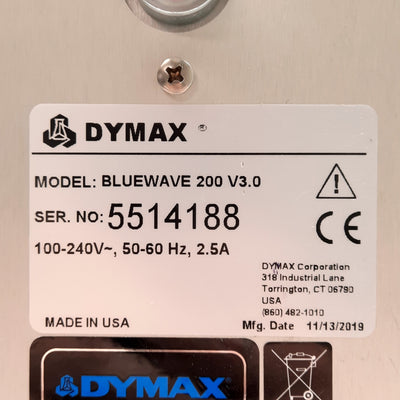 DYMAX ®
MODEL: BLUEWAVE 200 V3.0
SER. NO: 5514188
100-240V~, 50-60 Hz, 2.5A
CE
DYMAX Corporation
318 Industrial Lane
Torrington, CT 06790
USA
(860) 482-1010
MADE IN USA
Mfg. Date 11/13/2019
DYMAX